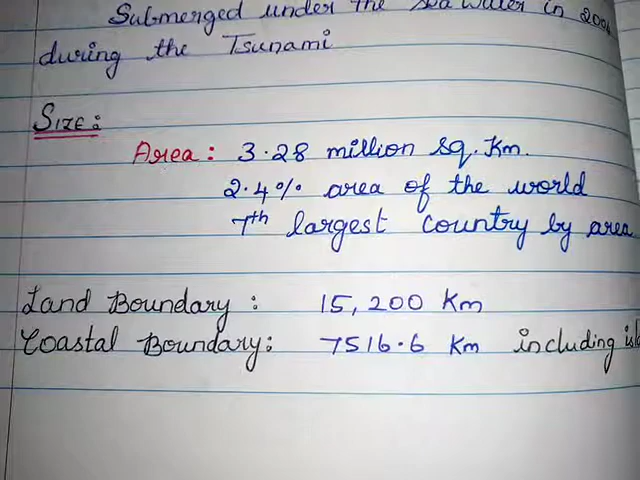 Submerged under the Sea Water in 2004
during the Tsunami
Size:
Area: 3.28 million Sq. Km.
2.4% area of the world
7th largest country by area
Land Boundary: 15,200 Km
Coastal Boundary: 7516.6 Km including